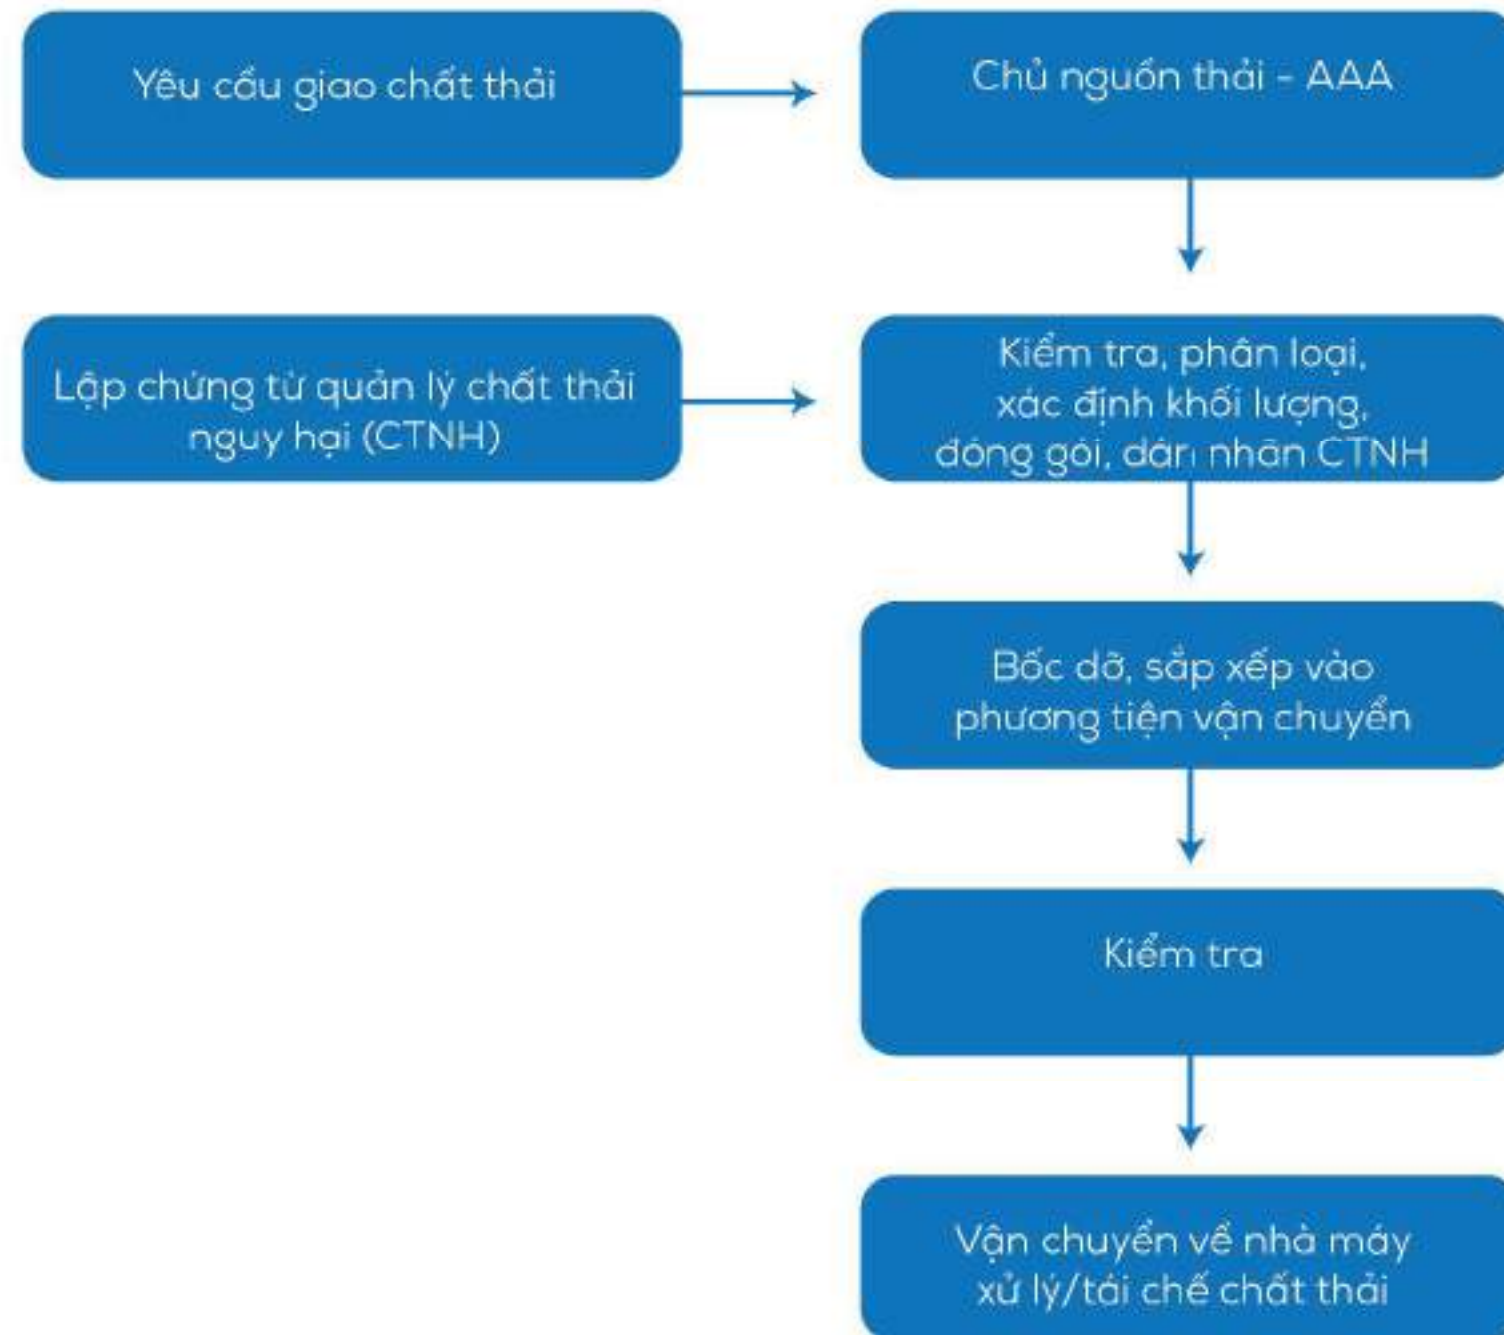 Yêu cầu giao chất thải
Chủ nguồn thải - AAA
Lập chứng từ quản lý chất thải
nguy hại (CTNH)
Kiểm tra, phân loại,
xác định khối lượng,
đóng gói, dán nhãn CTNH
Bốc dỡ, sắp xếp vào
phương tiện vận chuyển
Kiểm tra
Vận chuyển về nhà máy
xử lý/tái chế chất thải